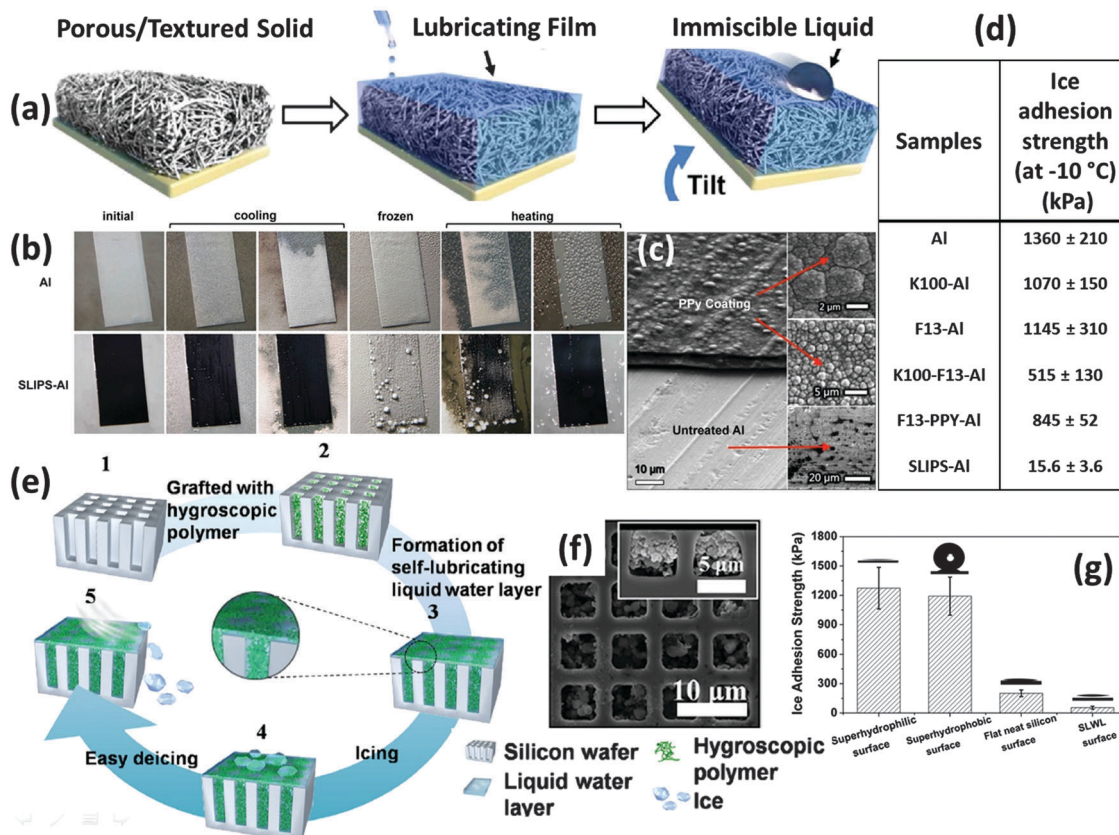 Porous/Textured Solid
Lubricating Film
Immiscible Liquid
(a)
Tilt
(b)
initial
cooling
frozen
heating
Al
SLIPS-Al
(c)
PPy Coating
Untreated Al
10 μm
2 μm
5 μm
20 μm
(d)
Samples
Ice
adhesion
strength
(at -10 °C)
(kPa)
Al 1360 ± 210
K100-Al 1070 ± 150
F13-Al 1145 ± 310
K100-F13-Al 515 ± 130
F13-PPY-Al 845 ± 52
SLIPS-Al 15.6 ± 3.6
(e)
1
Grafted with
hygroscopic
polymer
2
Formation of
self-lubricating
liquid water
layer
3
Icing
4
Easy deicing
5
Silicon wafer
Liquid water
layer
Hygroscopic
polymer
Ice
(f)
5 μm
10 μm
(g)
Ice Adhesion Strength (kPa)
1800
1500
1200
900
600
300
0
Superhydrophilic
surface
Superhydrophobic
surface
Flat neat silicon
surface
SLWL
surface